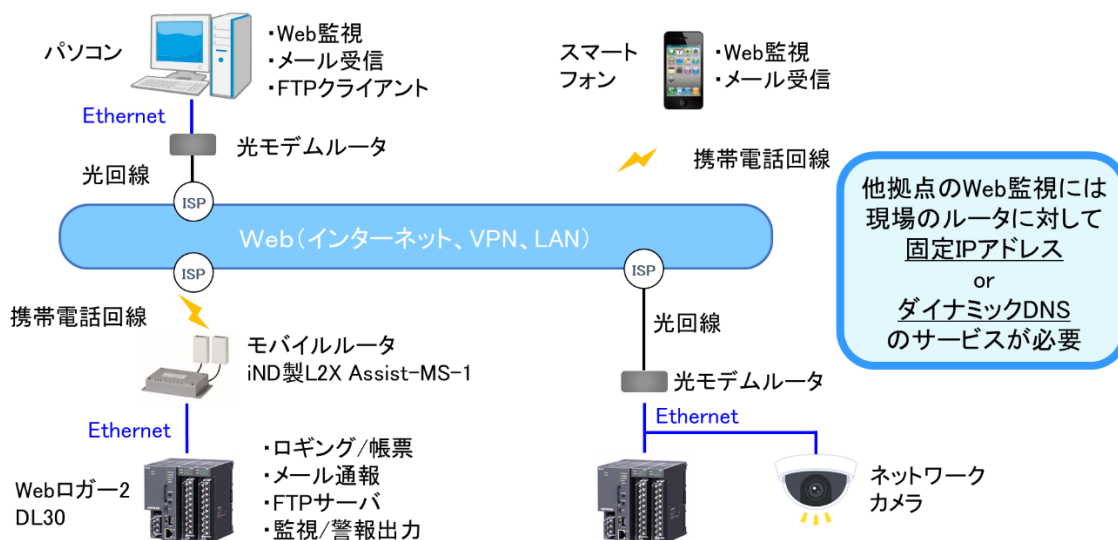 パソコン
・Web監視
・メール受信
・FTPクライアント
スマート
フォン
・Web監視
・メール受信
Ethernet
光モデムルータ
光回線
携帯電話回線
ISP
Web(インターネット、VPN、LAN)
ISP
ISP
他拠点のWeb監視には
現場のルータに対して
固定IPアドレス
or
ダイナミックDNS
のサービスが必要
携帯電話回線
モバイルルータ
iND製L2X Assist-MS-1
光回線
光モデムルータ
Ethernet
Ethernet
Webロガー2
DL30
・ロギング/帳票
・メール通報
・FTPサーバ
・監視/警報出力
ネットワーク
カメラ